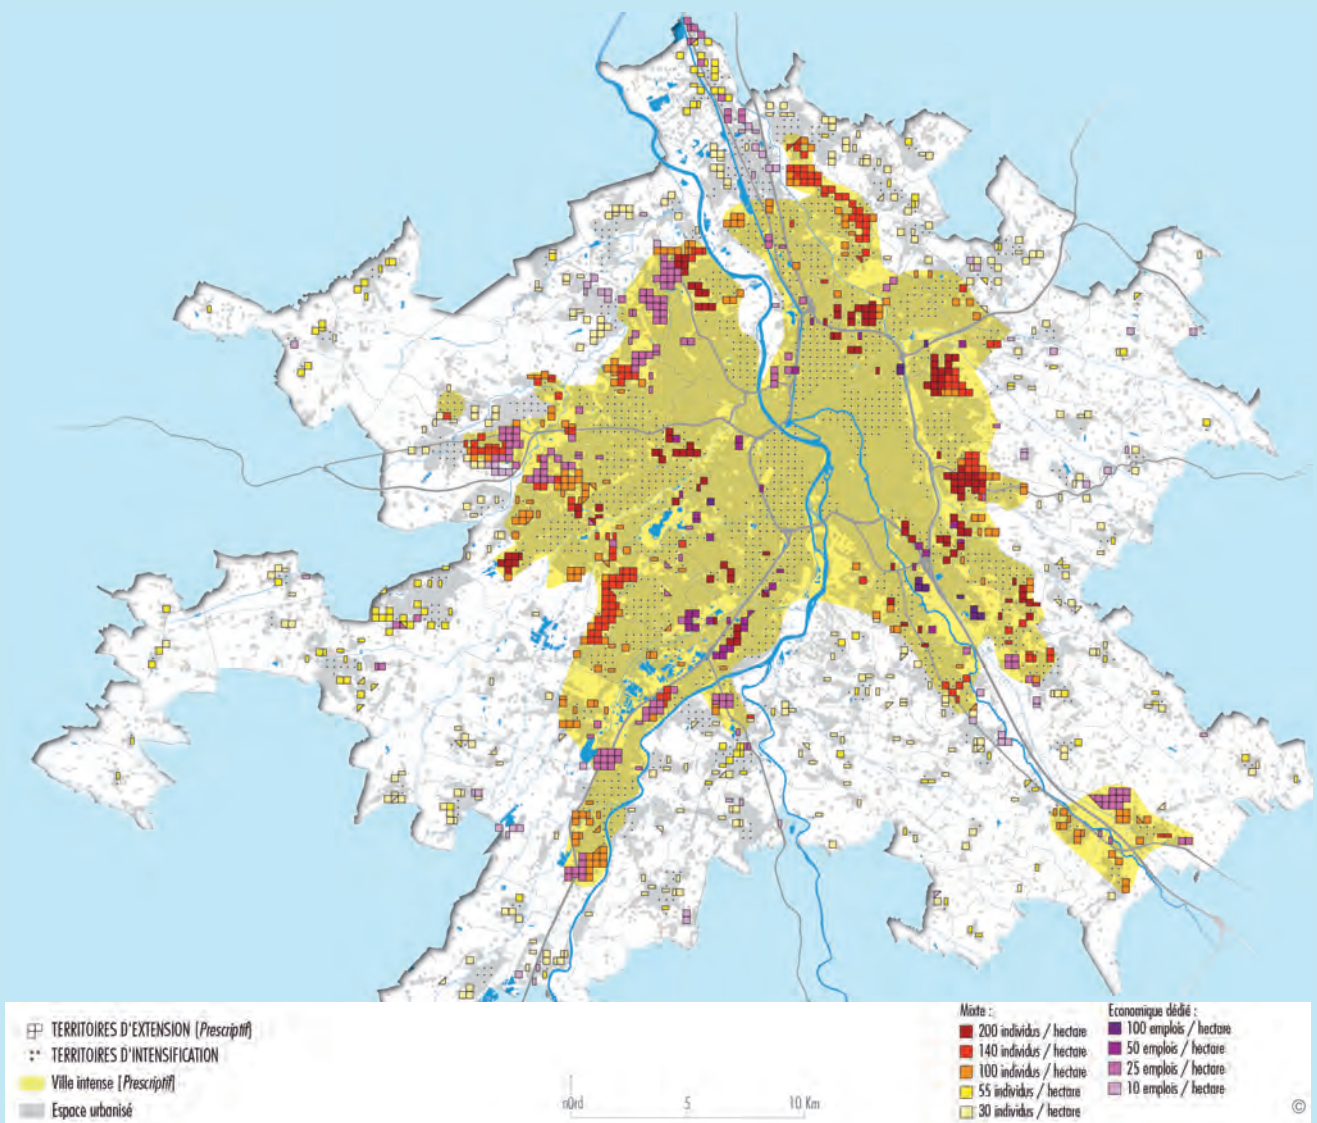 TERRITOIRES D'EXTENSION [Prescriptif]
TERRITOIRES D'INTENSIFICATION
Ville intense [Prescriptif]
Espace urbanisé
nord 5 10 Km
Mixte :
200 individus / hectare
140 individus / hectare
100 individus / hectare
55 individus / hectare
30 individus / hectare
Economique dédié :
100 emplois / hectare
50 emplois / hectare
25 emplois / hectare
10 emplois / hectare
©